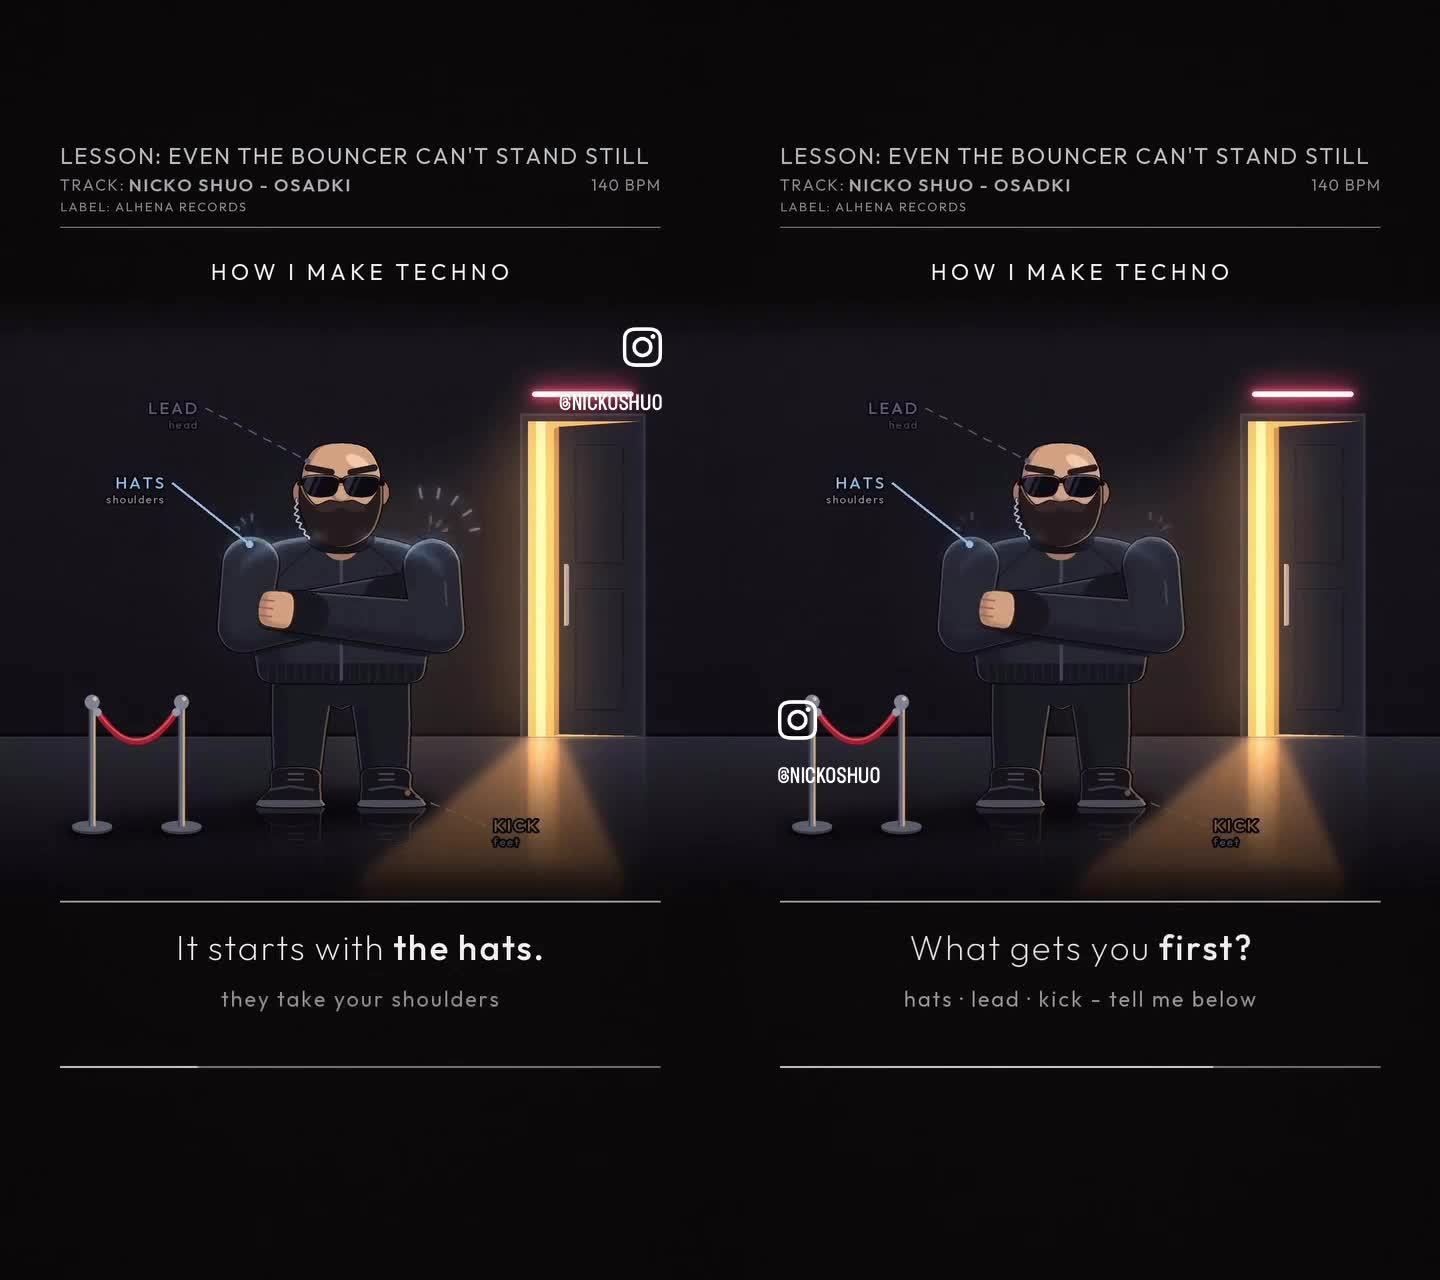 LESSON: EVEN THE BOUNCER CAN'T STAND STILL
TRACK: NICKO SHUO - OSADKI 140 BPM
LABEL: ALHENA RECORDS
HOW I MAKE TECHNO
@NICKOSHUO
LEAD
head
HATS
shoulders
KICK
feet
It starts with the hats.
they take your shoulders
LESSON: EVEN THE BOUNCER CAN'T STAND STILL
TRACK: NICKO SHUO - OSADKI 140 BPM
LABEL: ALHENA RECORDS
HOW I MAKE TECHNO
LEAD
head
HATS
shoulders
@NICKOSHUO
KICK
feet
What gets you first?
hats · lead · kick - tell me below